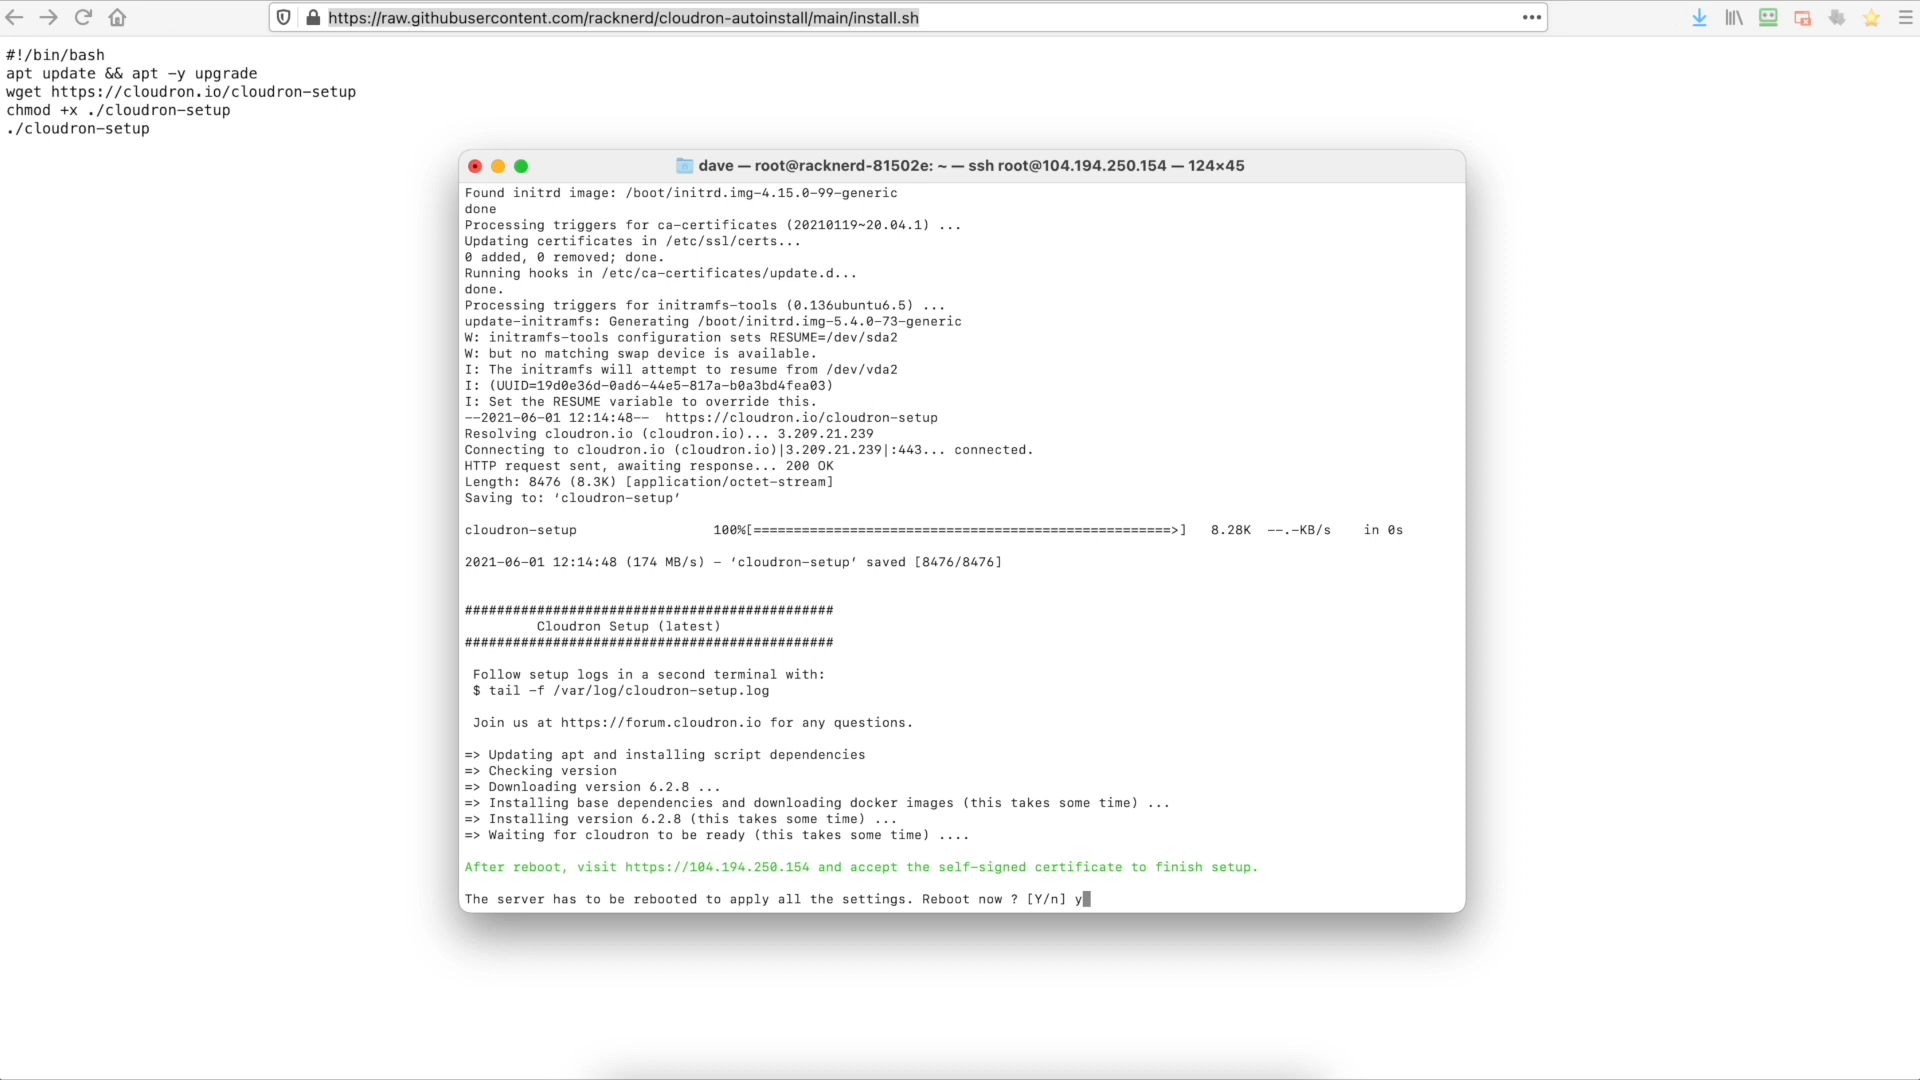 https://raw.githubusercontent.com/racknerd/cloudron-autoinstall/main/install.sh
#!/bin/bash
apt update && apt -y upgrade
wget https://cloudron.io/cloudron-setup
chmod +x ./cloudron-setup
./cloudron-setup
dave — root@racknerd-81502e: ~ — ssh root@104.194.250.154 — 124×45
Found initrd image: /boot/initrd.img-4.15.0-99-generic
done
Processing triggers for ca-certificates (20210119~20.04.1) ...
Updating certificates in /etc/ssl/certs...
0 added, 0 removed; done.
Running hooks in /etc/ca-certificates/update.d...
done.
Processing triggers for initramfs-tools (0.136ubuntu6.5) ...
update-initramfs: Generating /boot/initrd.img-5.4.0-73-generic
W: initramfs-tools configuration sets RESUME=/dev/sda2
W: but no matching swap device is available.
I: The initramfs will attempt to resume from /dev/vda2
I: (UUID=19d0e36d-0ad6-44e5-817a-b0a3bd4fea03)
I: Set the RESUME variable to override this.
--2021-06-01 12:14:48--  https://cloudron.io/cloudron-setup
Resolving cloudron.io (cloudron.io)... 3.209.21.239
Connecting to cloudron.io (cloudron.io)|3.209.21.239|:443... connected.
HTTP request sent, awaiting response... 200 OK
Length: 8476 (8.3K) [application/octet-stream]
Saving to: ‘cloudron-setup’
cloudron-setup 100%[====================================================>] 8.28K --.-KB/s in 0s
2021-06-01 12:14:48 (174 MB/s) - ‘cloudron-setup’ saved [8476/8476]
##############################################
Cloudron Setup (latest)
##############################################
Follow setup logs in a second terminal with:
$ tail -f /var/log/cloudron-setup.log
Join us at https://forum.cloudron.io for any questions.
=> Updating apt and installing script dependencies
=> Checking version
=> Downloading version 6.2.8 ...
=> Installing base dependencies and downloading docker images (this takes some time) ...
=> Installing version 6.2.8 (this takes some time) ...
=> Waiting for cloudron to be ready (this takes some time) ....
After reboot, visit https://104.194.250.154 and accept the self-signed certificate to finish setup.
The server has to be rebooted to apply all the settings. Reboot now ? [Y/n] y